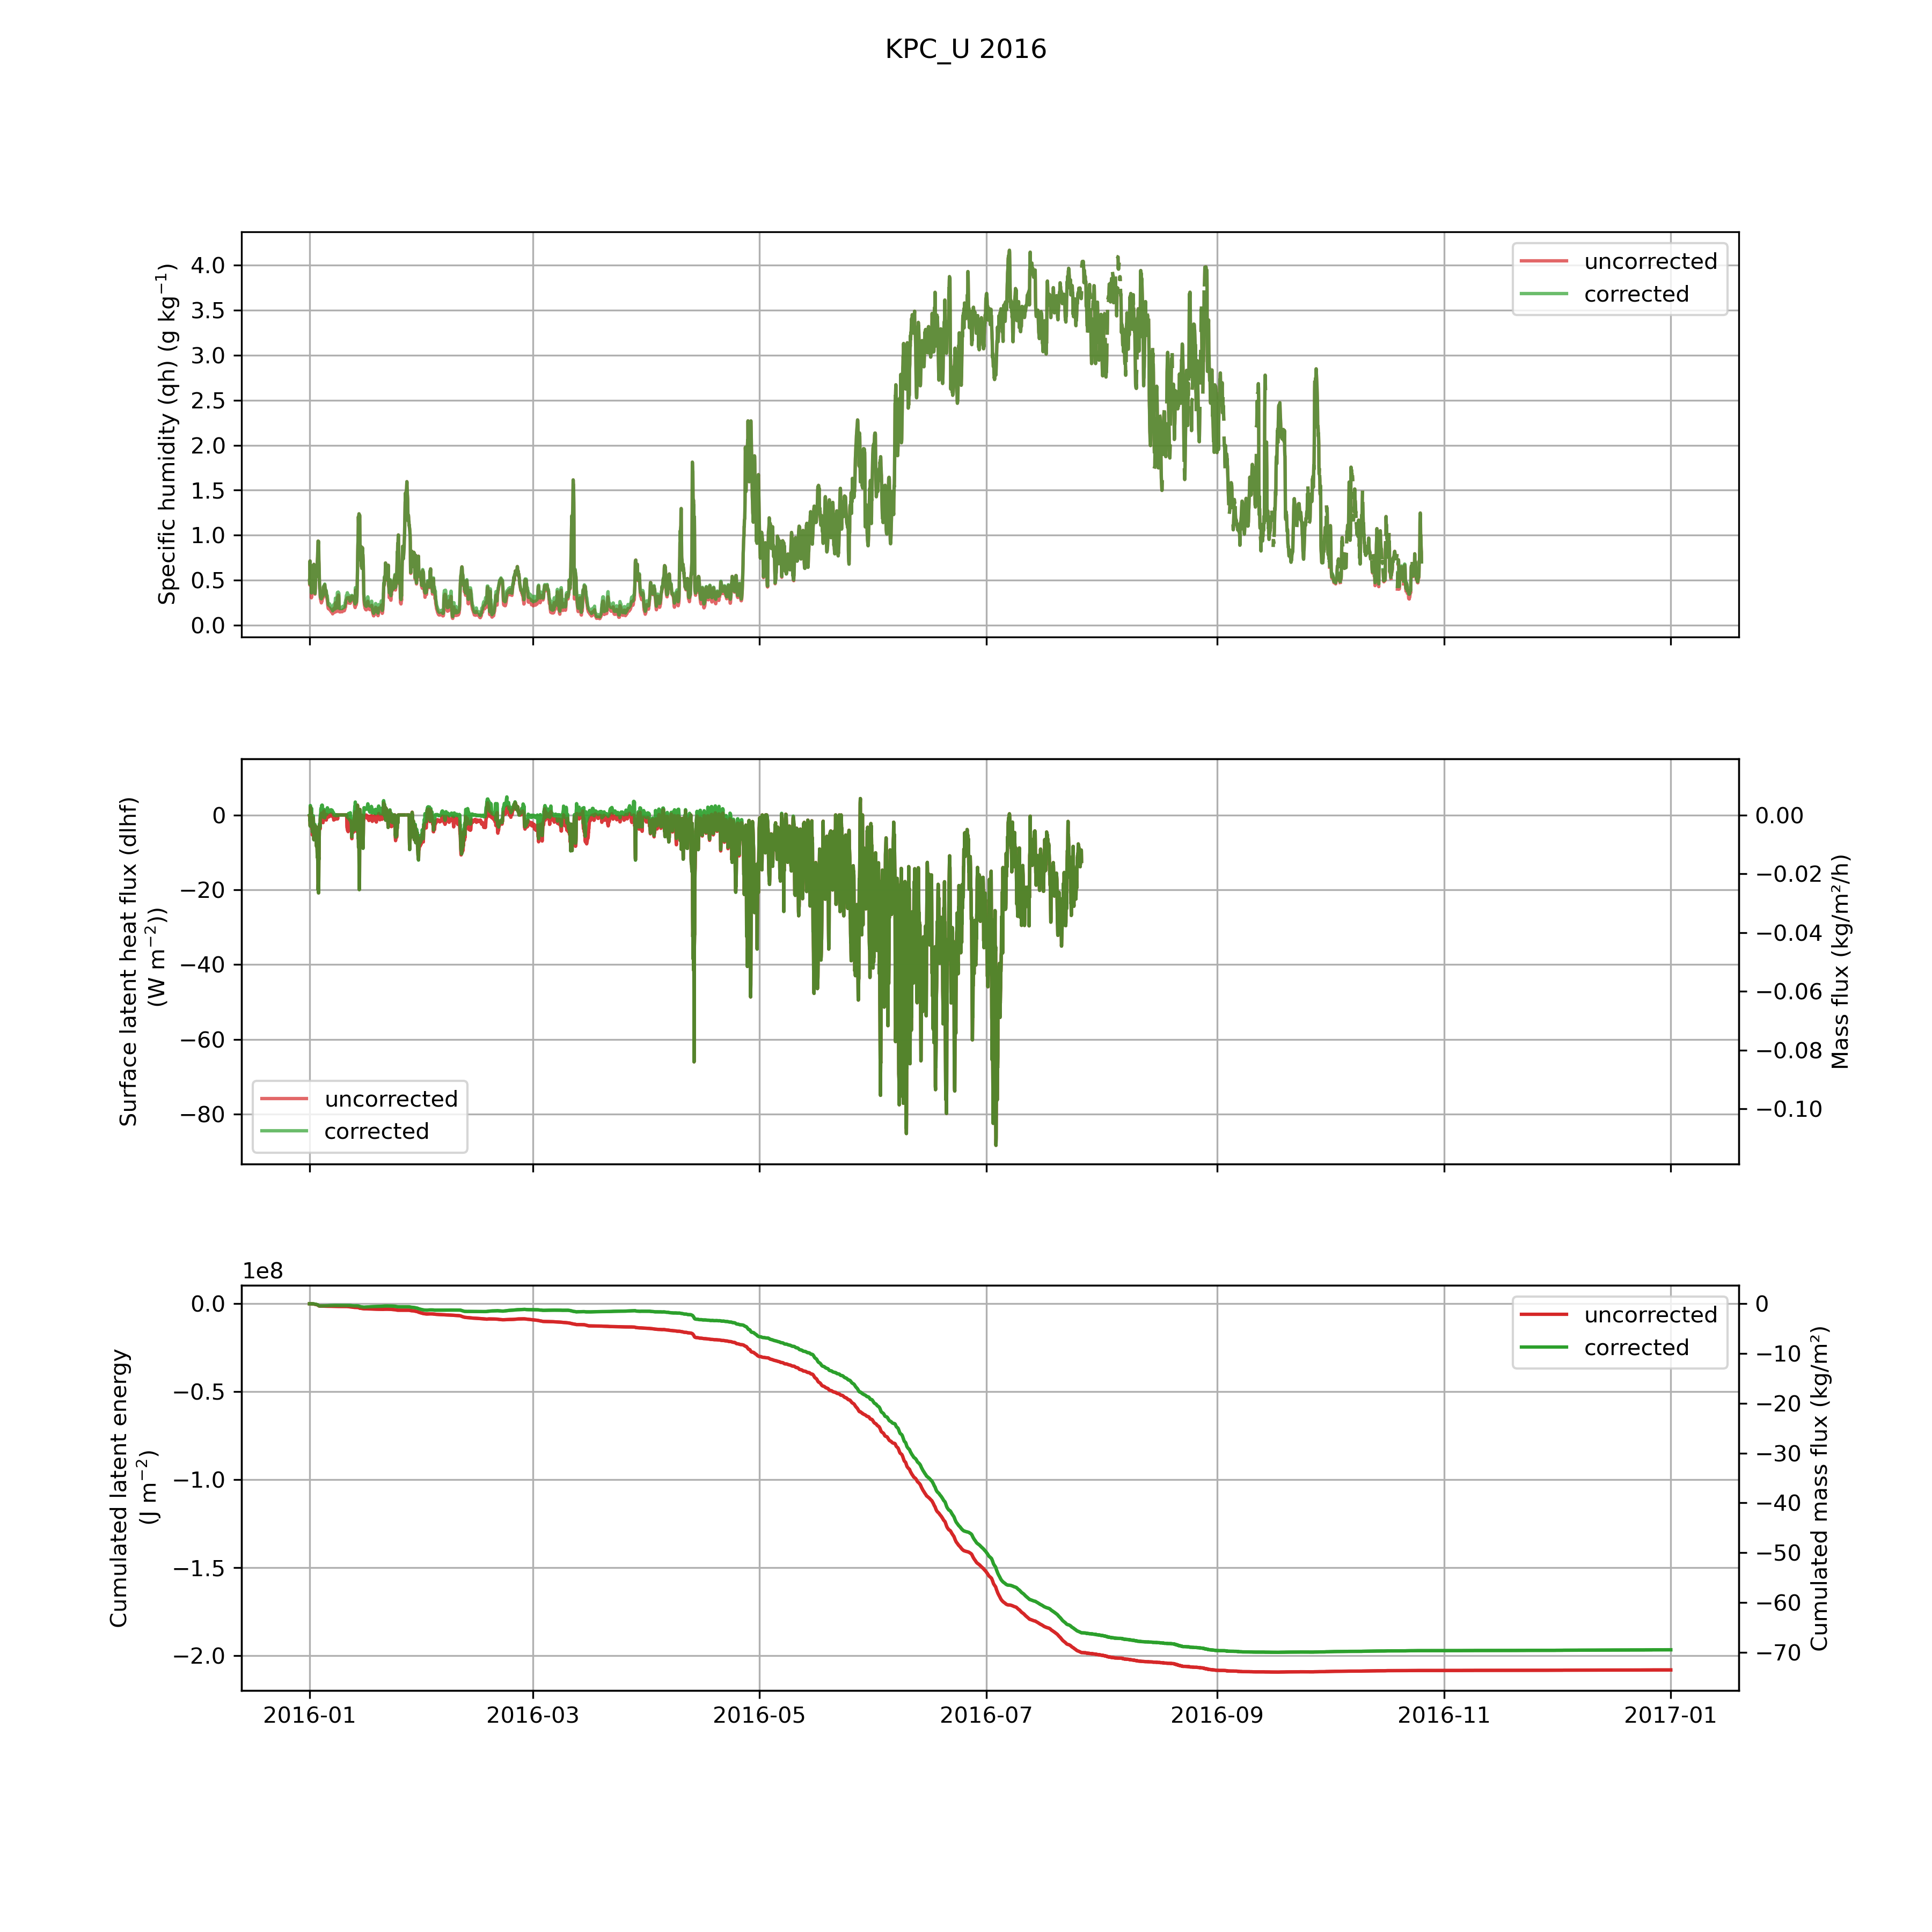 KPC_U 2016
Specific humidity (qh) (g kg⁻¹)
4.0
3.5
3.0
2.5
2.0
1.5
1.0
0.5
0.0
uncorrected
corrected
Surface latent heat flux (dlhf)
(W m⁻²))
0
−20
−40
−60
−80
uncorrected
corrected
0.00
−0.02
−0.04
−0.06
−0.08
−0.10
Mass flux (kg/m²/h)
1e8
Cumulated latent energy
(J m⁻²)
0.0
−0.5
−1.0
−1.5
−2.0
uncorrected
corrected
0
−10
−20
−30
−40
−50
−60
−70
Cumulated mass flux (kg/m²)
2016-01 2016-03 2016-05 2016-07 2016-09 2016-11 2017-01